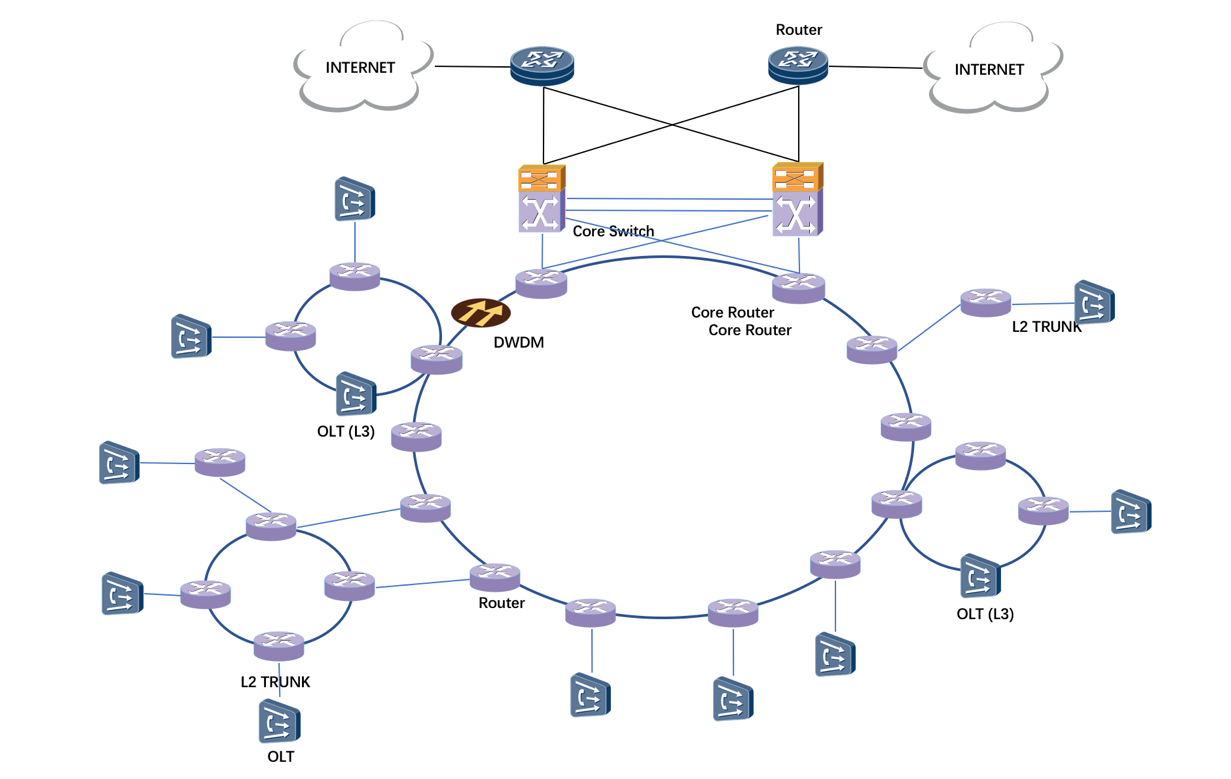 Router
INTERNET
INTERNET
Core Switch
Core Router
Core Router
L2 TRUNK
DWDM
OLT (L3)
Router
OLT (L3)
L2 TRUNK
OLT